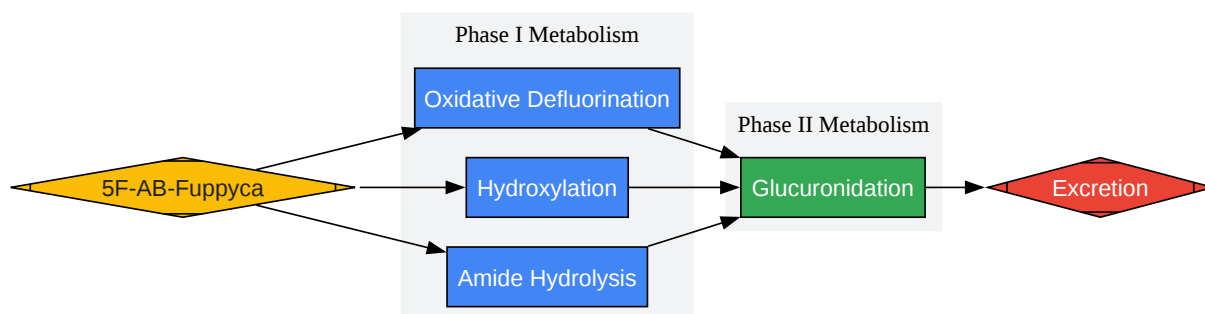 Phase I Metabolism
Oxidative Defluorination
Phase II Metabolism
5F-AB-Fuppyca
Hydroxylation
Glucuronidation
Excretion
Amide Hydrolysis